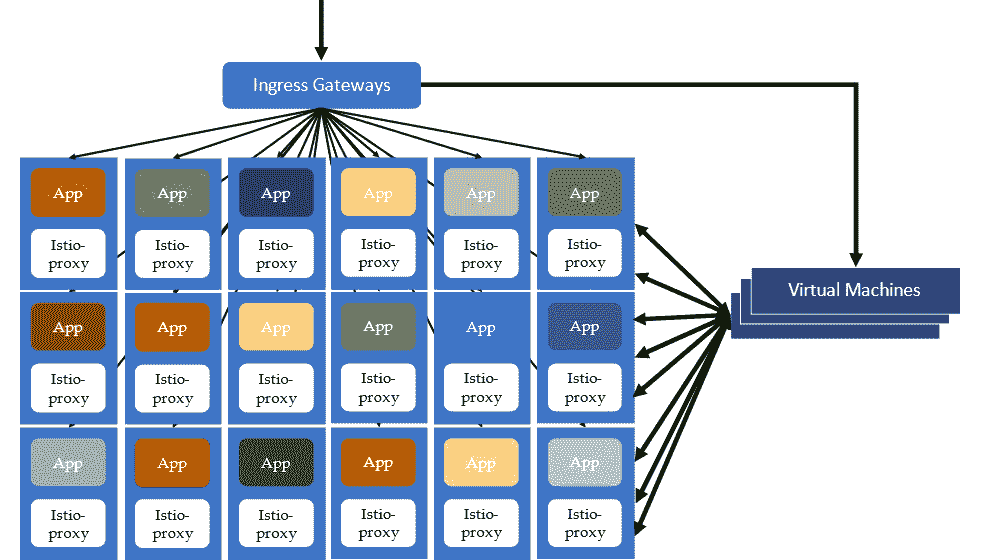 Ingress Gateways
App
App
App
App
App
App
Istio-
proxy
Istio-
proxy
Istio-
proxy
Istio-
proxy
Istio-
proxy
Istio-
proxy
Virtual Machines
App
App
App
App
App
App
Istio-
proxy
Istio-
proxy
Istio-
proxy
Istio-
proxy
Istio-
proxy
Istio-
proxy
App
App
App
App
App
App
Istio-
proxy
Istio-
proxy
Istio-
proxy
Istio-
proxy
Istio-
proxy
Istio-
proxy